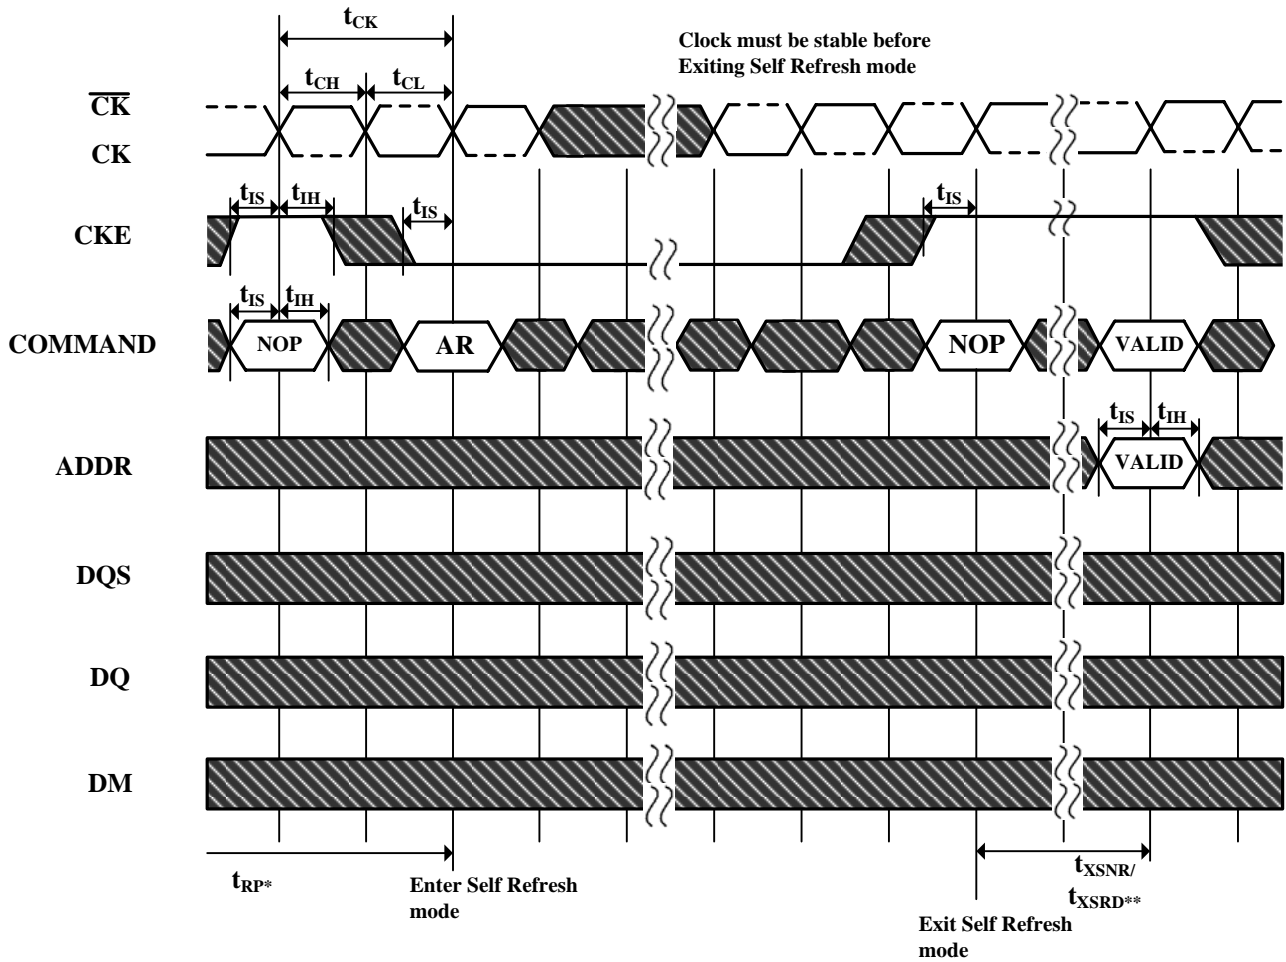 tCK
Clock must be stable before
Exiting Self Refresh mode
tCH
tCL
CK
CK
tIS
tIH
tIS
tIS
CKE
tIS
tIH
COMMAND
NOP
AR
NOP
VALID
tIS
tIH
ADDR
VALID
DQS
DQ
DM
tRP*
Enter Self Refresh
mode
tXSNR/
tXSRD**
Exit Self Refresh
mode